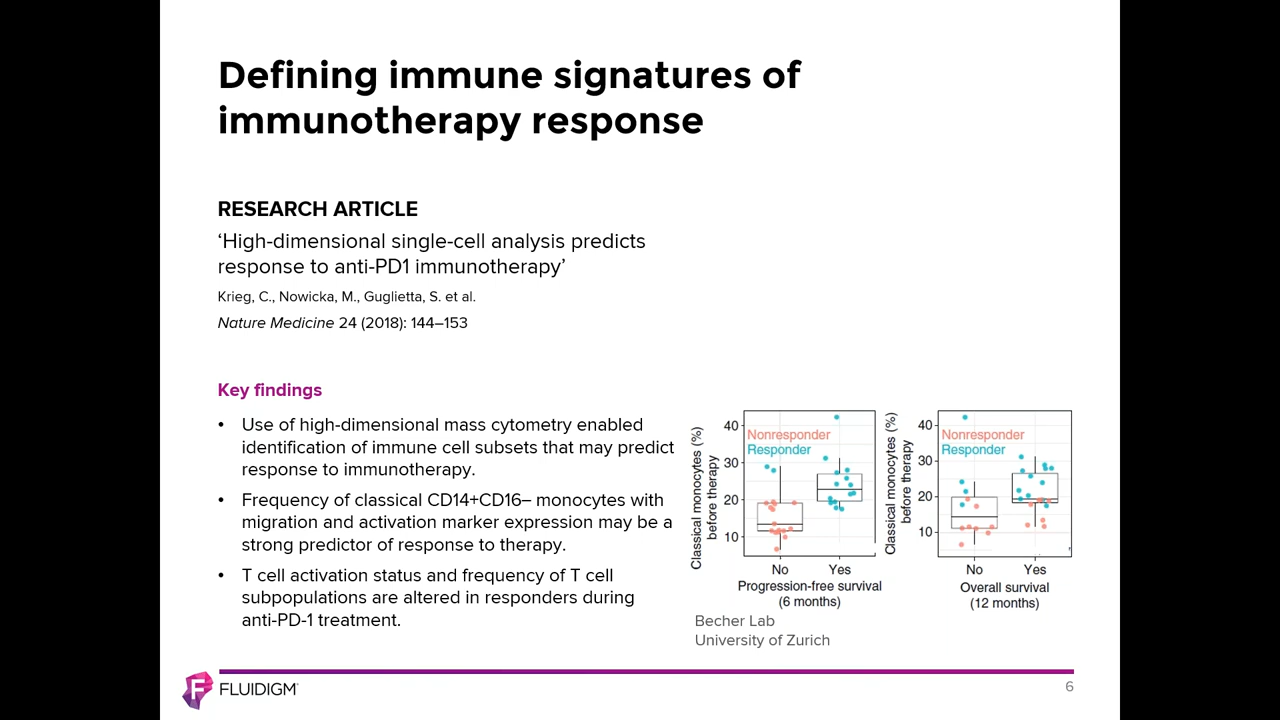 Defining immune signatures of
immunotherapy response
RESEARCH ARTICLE
‘High-dimensional single-cell analysis predicts
response to anti-PD1 immunotherapy’
Krieg, C., Nowicka, M., Guglietta, S. et al.
Nature Medicine 24 (2018): 144–153
Key findings
• Use of high-dimensional mass cytometry enabled
identification of immune cell subsets that may predict
response to immunotherapy.
• Frequency of classical CD14+CD16– monocytes with
migration and activation marker expression may be a
strong predictor of response to therapy.
• T cell activation status and frequency of T cell
subpopulations are altered in responders during
anti-PD-1 treatment.
Classical monocytes (%)
before therapy
40
30
20
10
Nonresponder
Responder
No Yes
Progression-free survival
(6 months)
Classical monocytes (%)
before therapy
40
30
20
10
Nonresponder
Responder
No Yes
Overall survival
(12 months)
Becher Lab
University of Zurich
FLUIDIGM
6